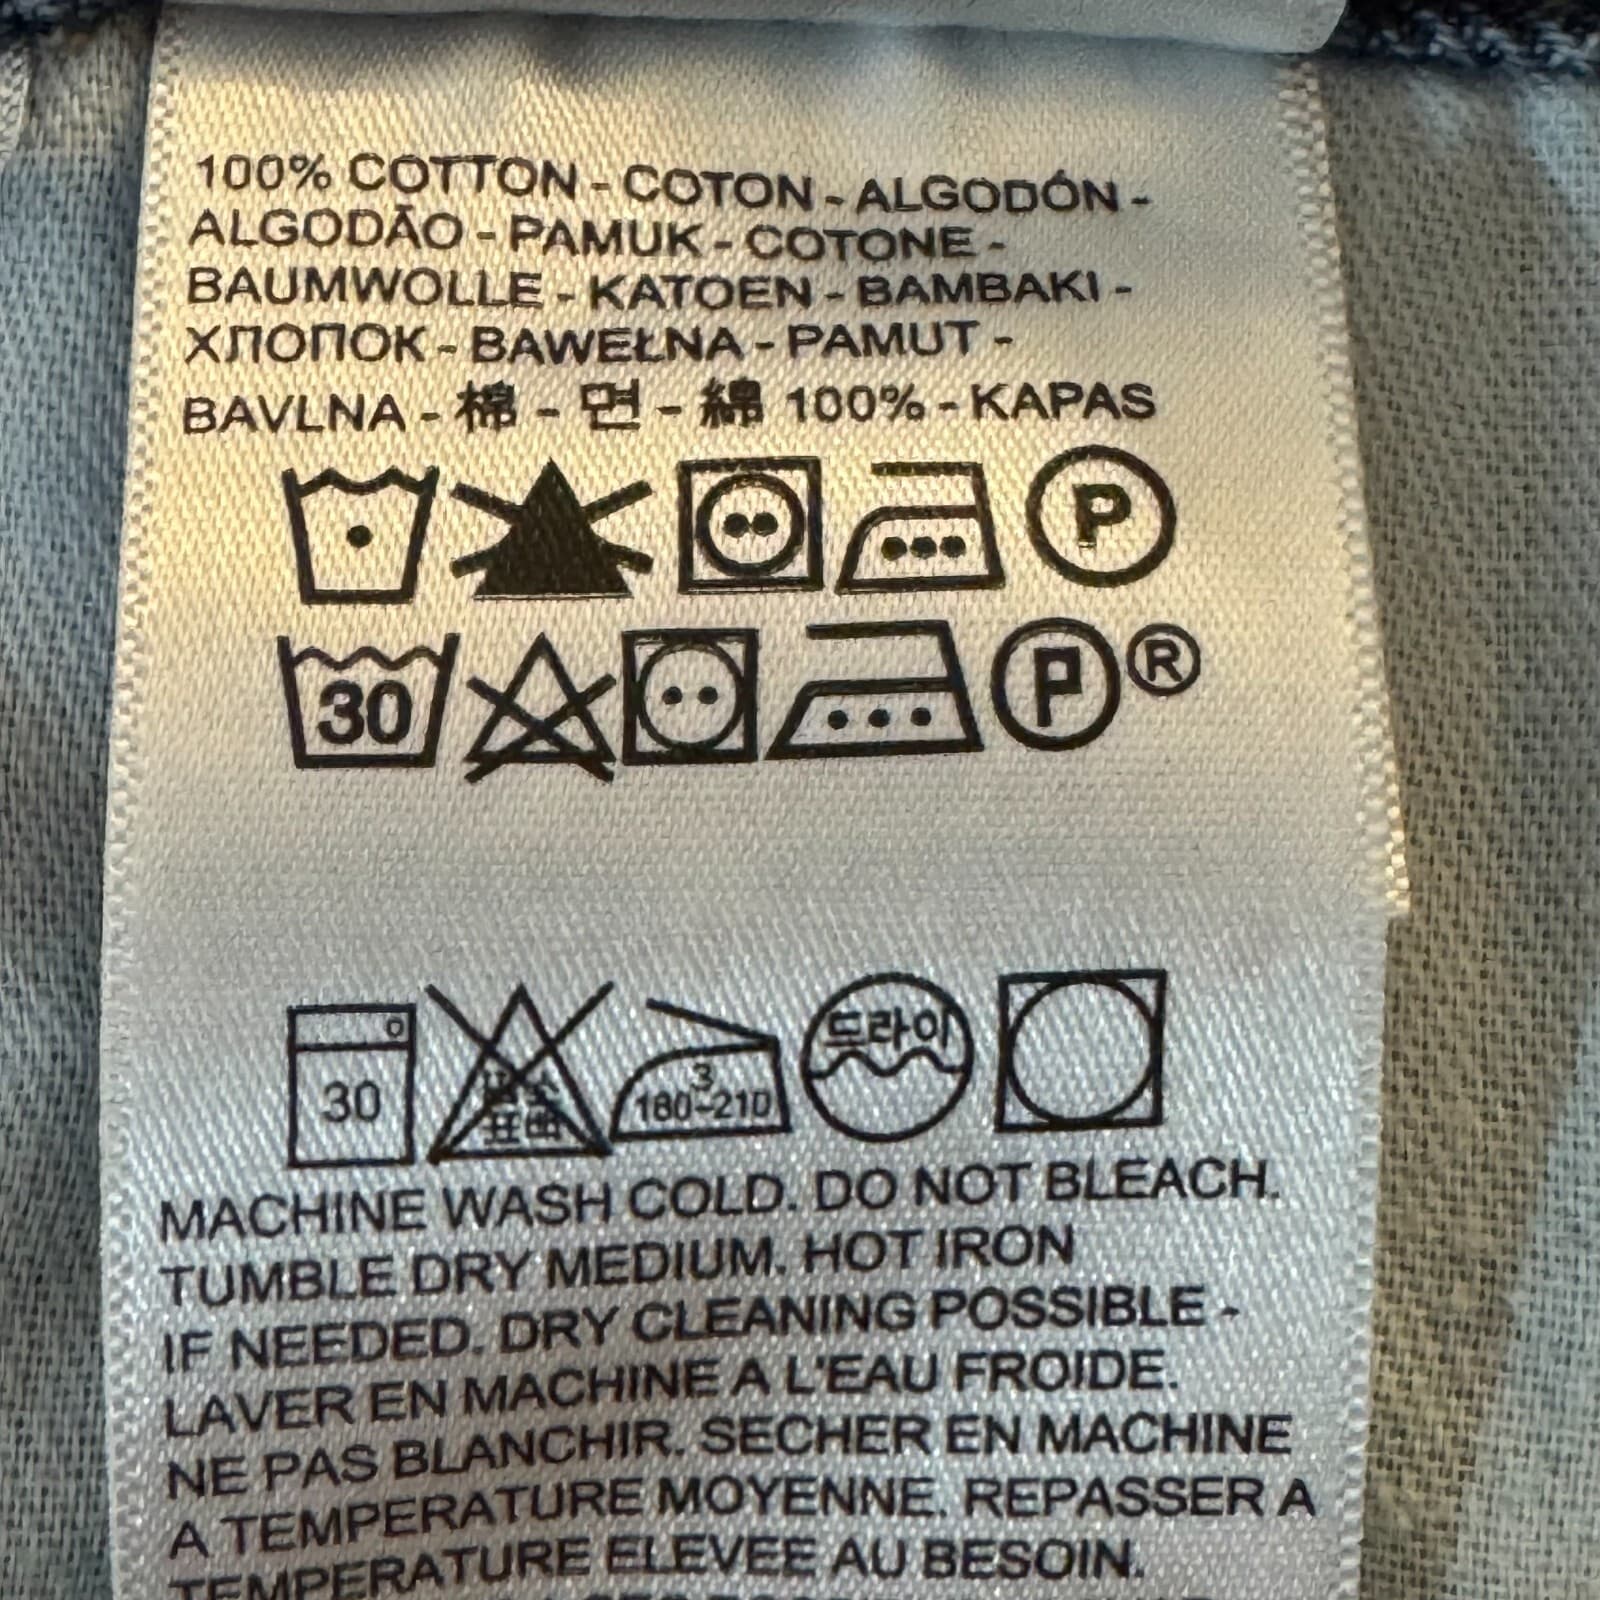 100% COTTON - COTON - ALGODÓN -
ALGODÃO - PAMUK - COTONE -
BAUMWOLLE - KATOEN - BAMBAKI -
ХЛОПОК - BAWEŁNA - PAMUT -
BAVLNA - 棉 - 면 - 綿 100% - KAPAS
P
30 P ®
30 3 180~210 드라이
MACHINE WASH COLD. DO NOT BLEACH.
TUMBLE DRY MEDIUM. HOT IRON
IF NEEDED. DRY CLEANING POSSIBLE -
LAVER EN MACHINE A L'EAU FROIDE.
NE PAS BLANCHIR. SECHER EN MACHINE
A TEMPERATURE MOYENNE. REPASSER A
TEMPERATURE ELEVEE AU BESOIN.